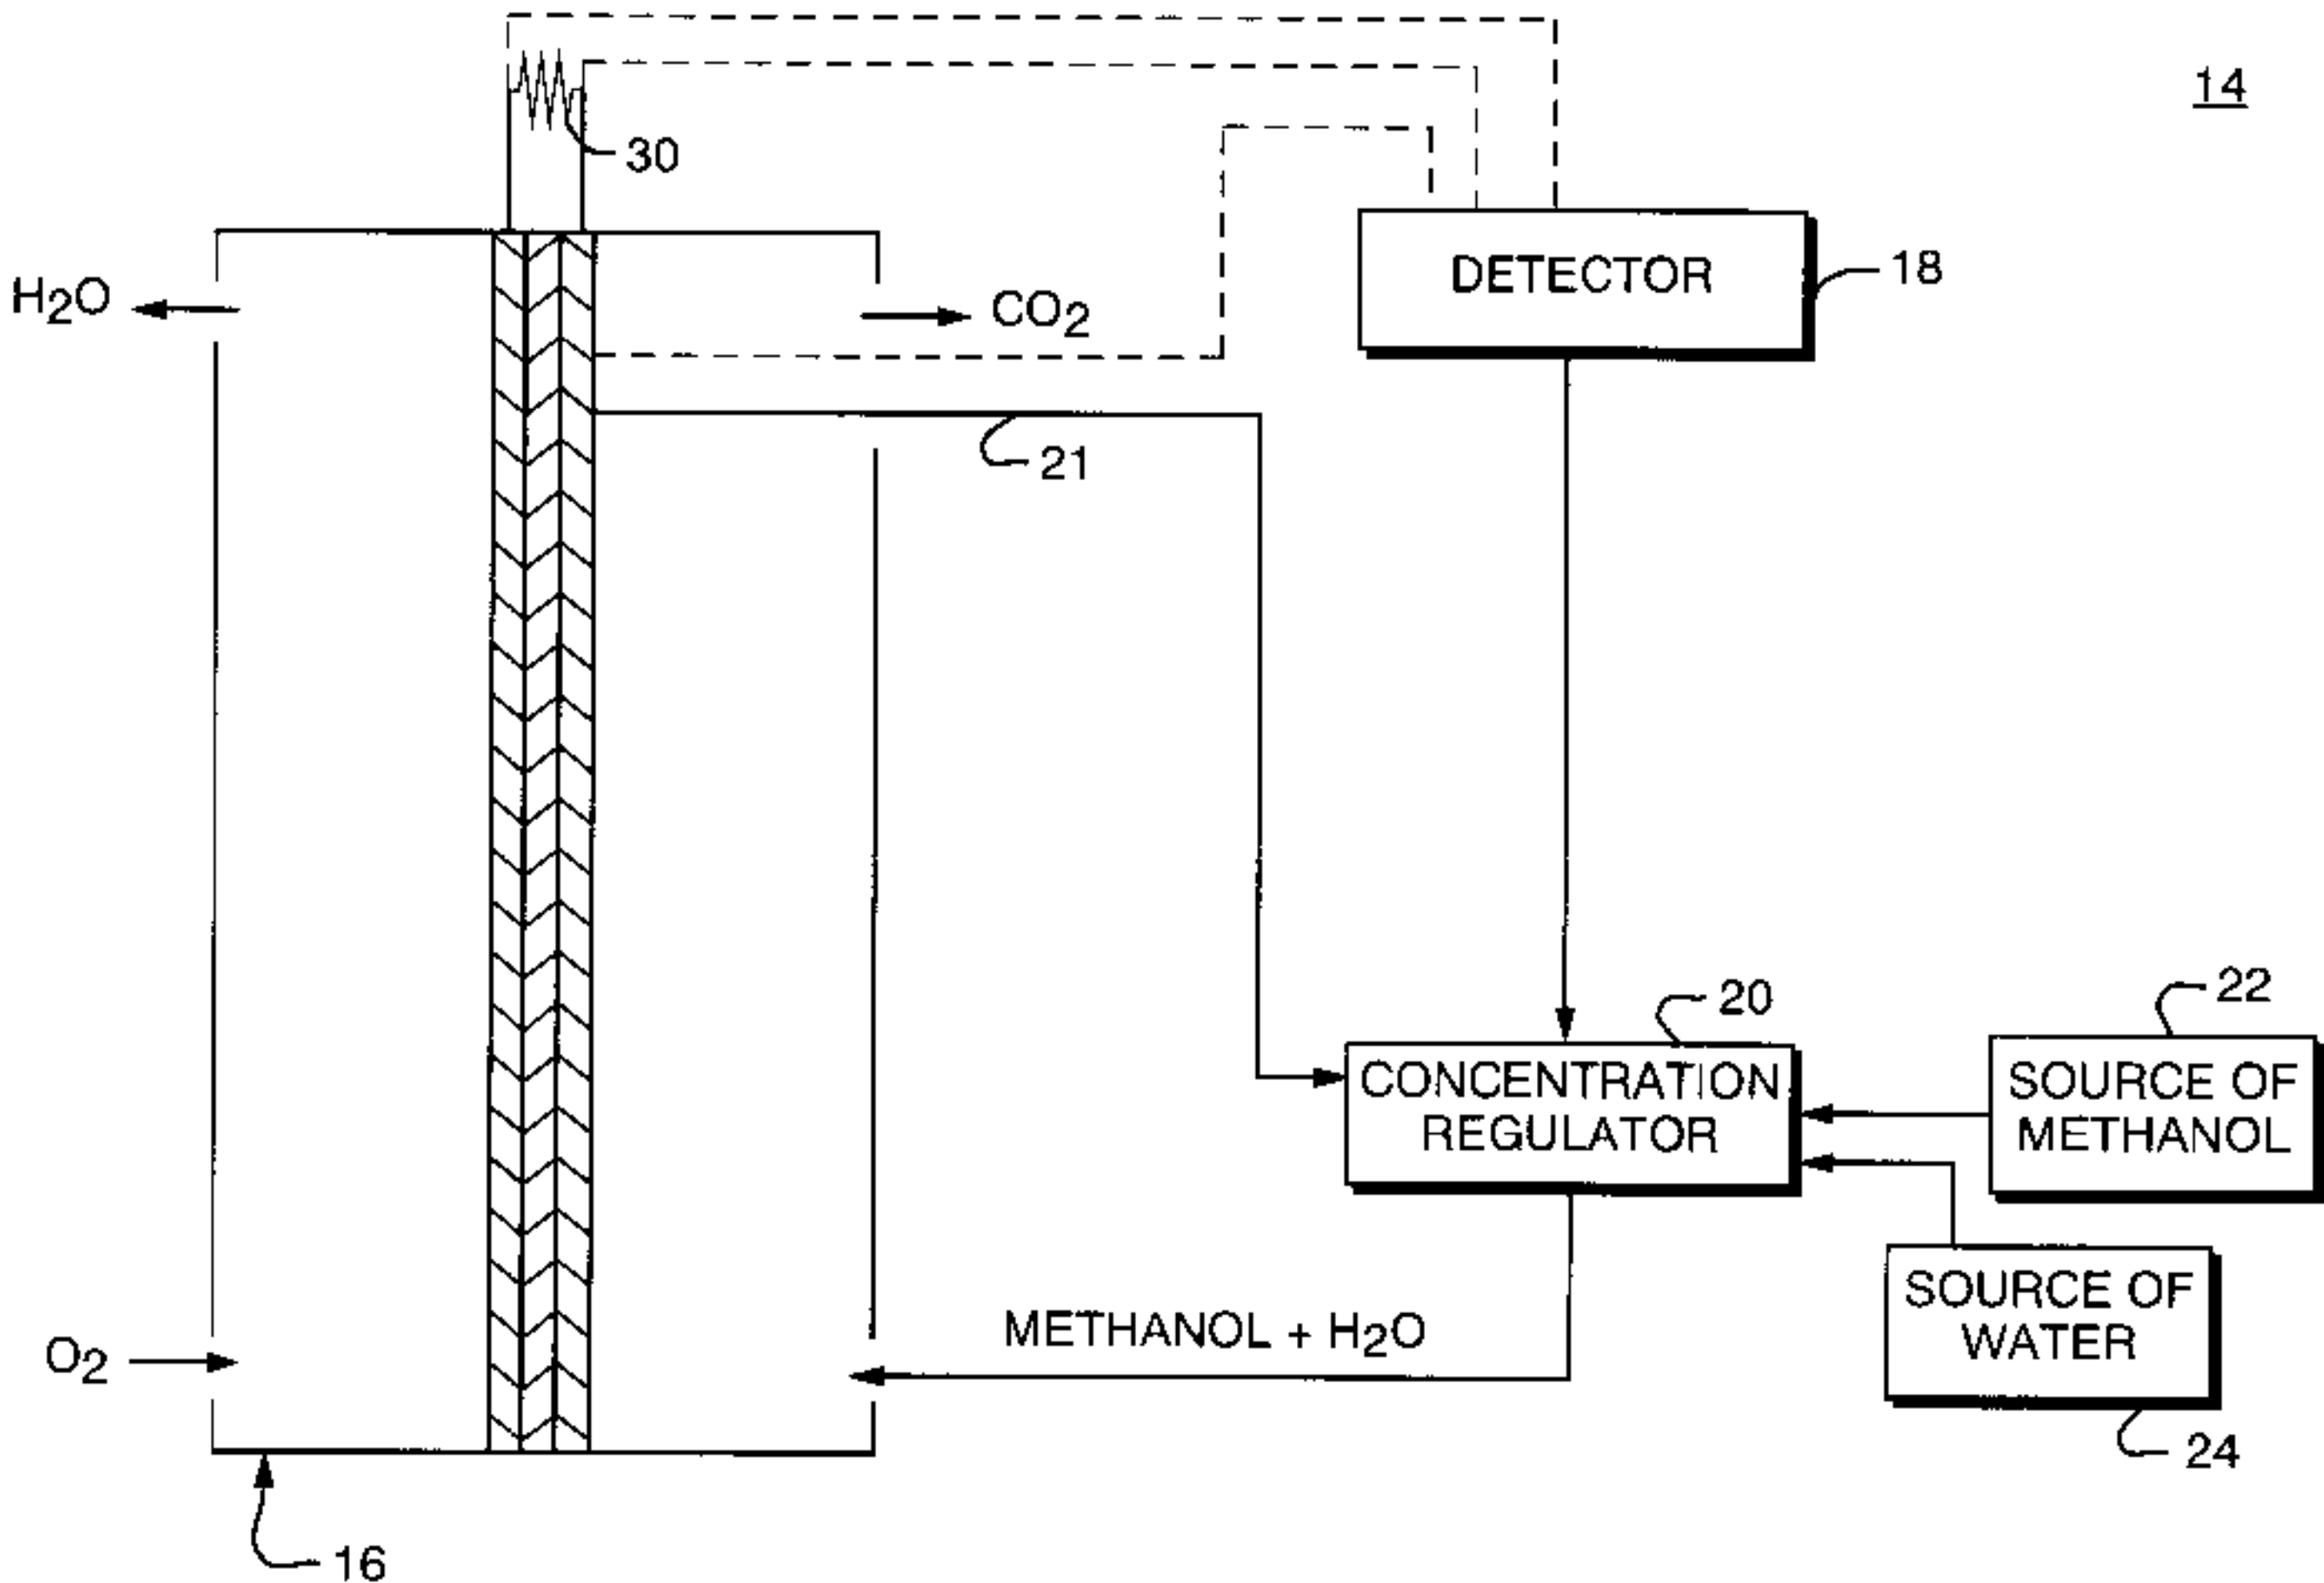 14
30
DETECTOR
18
H2O
CO2
21
20
22
CONCENTRATION
REGULATOR
SOURCE OF
METHANOL
METHANOL + H2O
SOURCE OF
WATER
O2
24
16